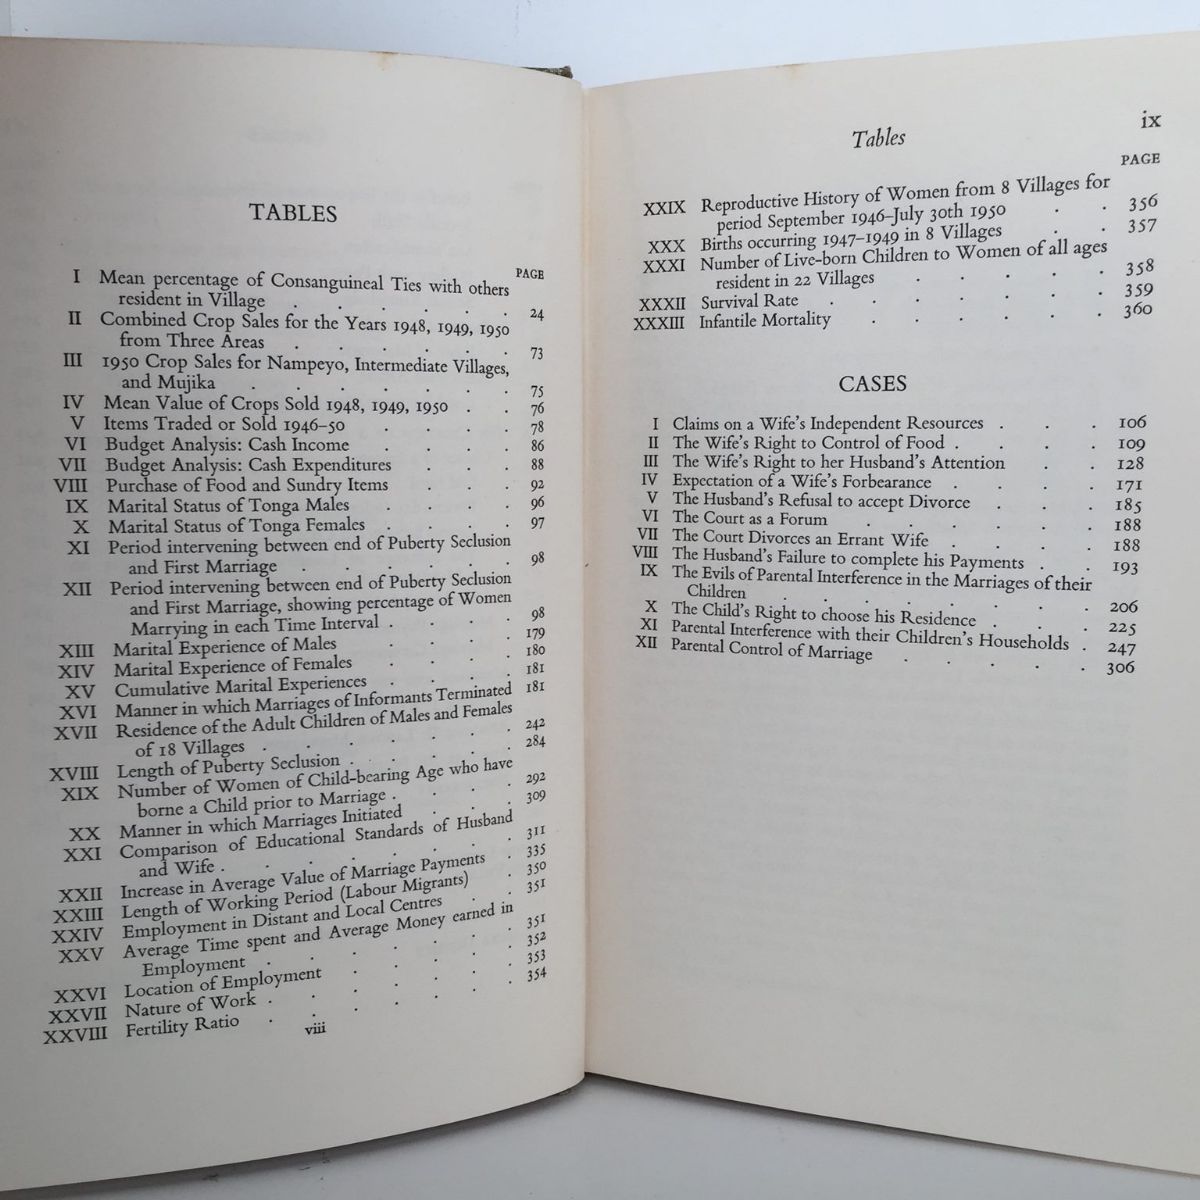 TABLES
PAGE
I Mean percentage of Consanguineal Ties with others
resident in Village . . . . . . 24
II Combined Crop Sales for the Years 1948, 1949, 1950
from Three Areas . . . . . . 73
III 1950 Crop Sales for Nampeyo, Intermediate Villages,
and Mujika . . . . . . . 75
IV Mean Value of Crops Sold 1948, 1949, 1950 . . 76
V Items Traded or Sold 1946–50 . . . . 78
VI Budget Analysis: Cash Income . . . . 86
VII Budget Analysis: Cash Expenditures . . . 88
VIII Purchase of Food and Sundry Items . . . 92
IX Marital Status of Tonga Males . . . . 96
X Marital Status of Tonga Females . . . . 97
XI Period intervening between end of Puberty Seclusion
and First Marriage . . . . . . 98
XII Period intervening between end of Puberty Seclusion
and First Marriage, showing percentage of Women
Marrying in each Time Interval . . . . 98
XIII Marital Experience of Males . . . . 179
XIV Marital Experience of Females . . . . 180
XV Cumulative Marital Experiences . . . . 181
XVI Manner in which Marriages of Informants Terminated 181
XVII Residence of the Adult Children of Males and Females
of 18 Villages . . . . . . . 242
XVIII Length of Puberty Seclusion . . . . . 284
XIX Number of Women of Child-bearing Age who have
borne a Child prior to Marriage . . . . 292
XX Manner in which Marriages Initiated . . . 309
XXI Comparison of Educational Standards of Husband
and Wife . . . . . . . . 311
XXII Increase in Average Value of Marriage Payments . 335
XXIII Length of Working Period (Labour Migrants) . 350
XXIV Employment in Distant and Local Centres . . 351
XXV Average Time spent and Average Money earned in
Employment . . . . . . . 351
XXVI Location of Employment . . . . . 352
XXVII Nature of Work . . . . . . . 353
XXVIII Fertility Ratio . . . . . . . 354
viii
Tables
ix
PAGE
XXIX Reproductive History of Women from 8 Villages for
period September 1946–July 30th 1950 . . 356
XXX Births occurring 1947–1949 in 8 Villages . . 357
XXXI Number of Live-born Children to Women of all ages
resident in 22 Villages . . . . . 358
XXXII Survival Rate . . . . . . . 359
XXXIII Infantile Mortality . . . . . . 360
CASES
I Claims on a Wife's Independent Resources . . . 106
II The Wife's Right to Control of Food . . . . 109
III The Wife's Right to her Husband's Attention . . 128
IV Expectation of a Wife's Forbearance . . . . 171
V The Husband's Refusal to accept Divorce . . . 185
VI The Court as a Forum . . . . . . 188
VII The Court Divorces an Errant Wife . . . . 188
VIII The Husband's Failure to complete his Payments . . 193
IX The Evils of Parental Interference in the Marriages of their
Children . . . . . . . . 206
X The Child's Right to choose his Residence . . . 225
XI Parental Interference with their Children's Households . 247
XII Parental Control of Marriage . . . . . 306